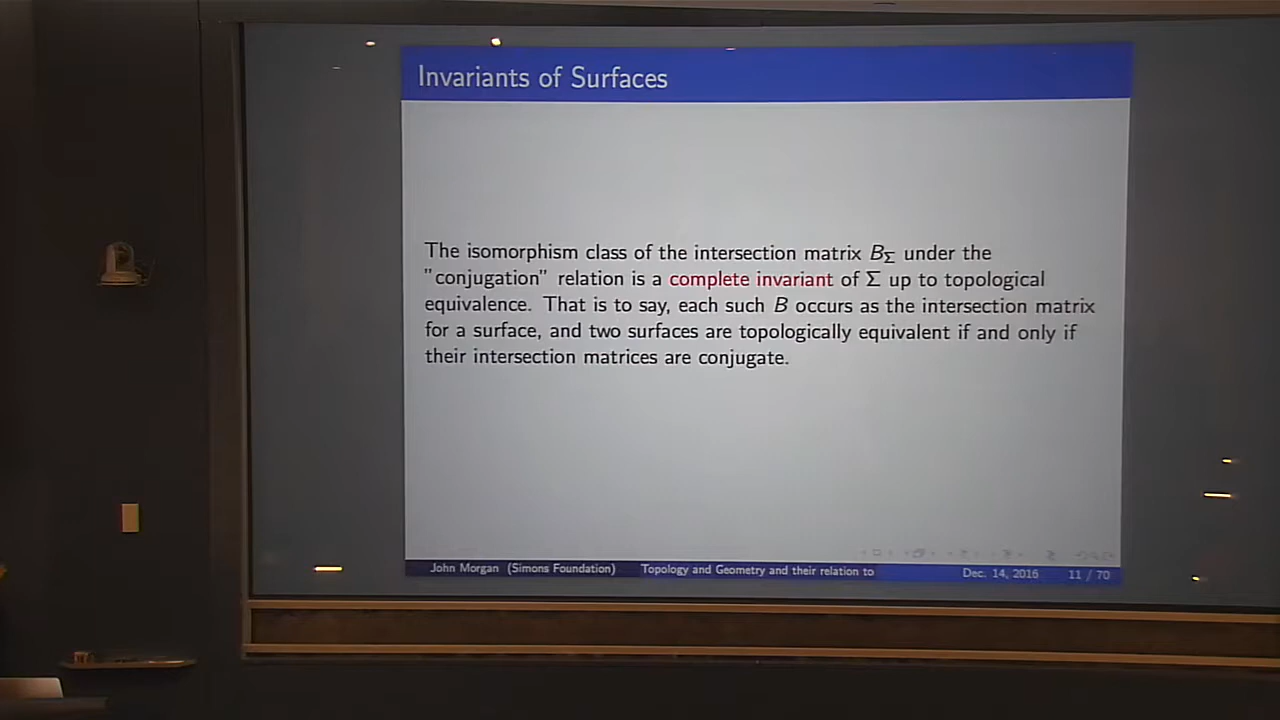 Invariants of Surfaces
The isomorphism class of the intersection matrix B_Σ under the
"conjugation" relation is a complete invariant of Σ up to topological
equivalence. That is to say, each such B occurs as the intersection matrix
for a surface, and two surfaces are topologically equivalent if and only if
their intersection matrices are conjugate.
John Morgan (Simons Foundation) Topology and Geometry and their relation to Dec. 14, 2016 11 / 70